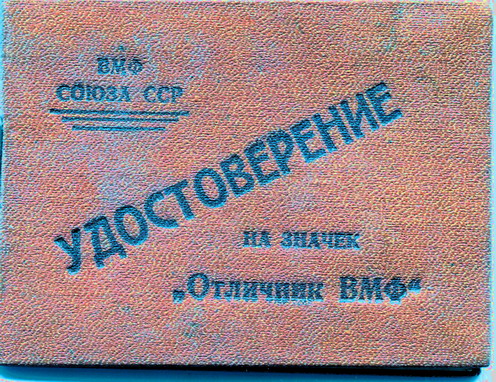 ВМФ
СОЮЗА ССР
УДОСТОВЕРЕНИЕ
НА ЗНАЧЕК
„Отличник ВМФ“